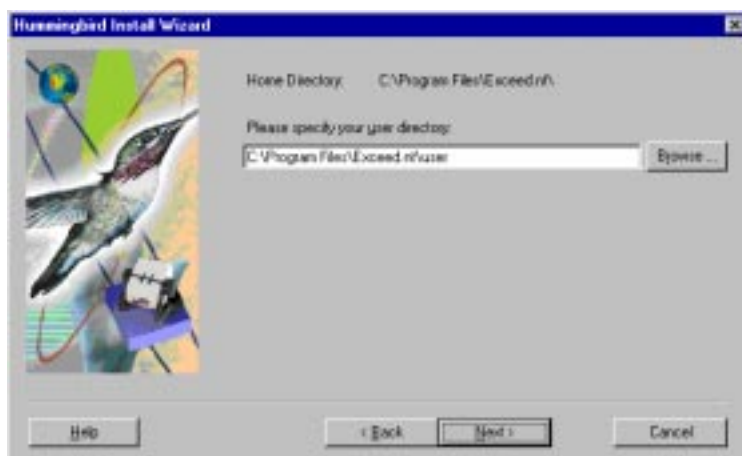 Hummingbird Install Wizard
Home Directory: C:\Program Files\Exceed.nt\
Please specify your user directory:
C:\Program Files\Exceed.nt\user
Browse ...
Help
< Back
Next >
Cancel